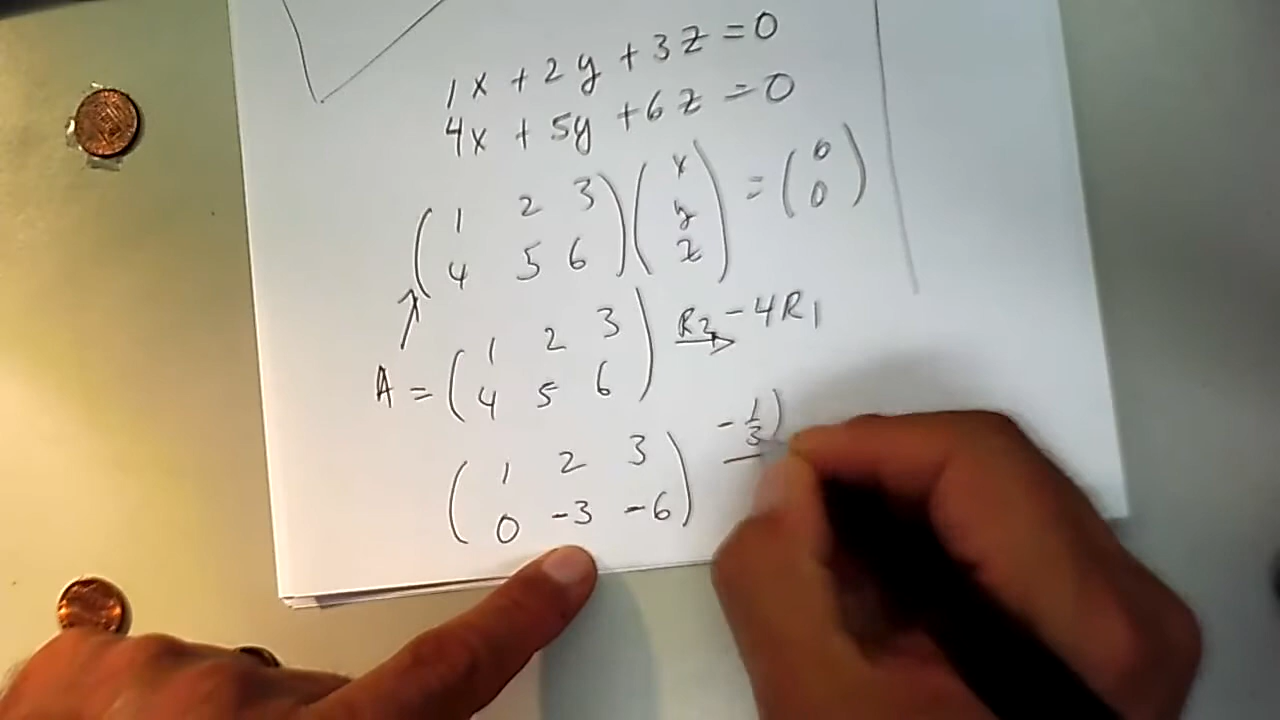 1x + 2y + 3z = 0
4x + 5y + 6z = 0
(1 2 3) (x) = (0)
(4 5 6) (y) (0)
(z)
A = (1 2 3) R2 - 4R1
(4 5 6)
(1 2 3) -1/3)
(0 -3 -6)